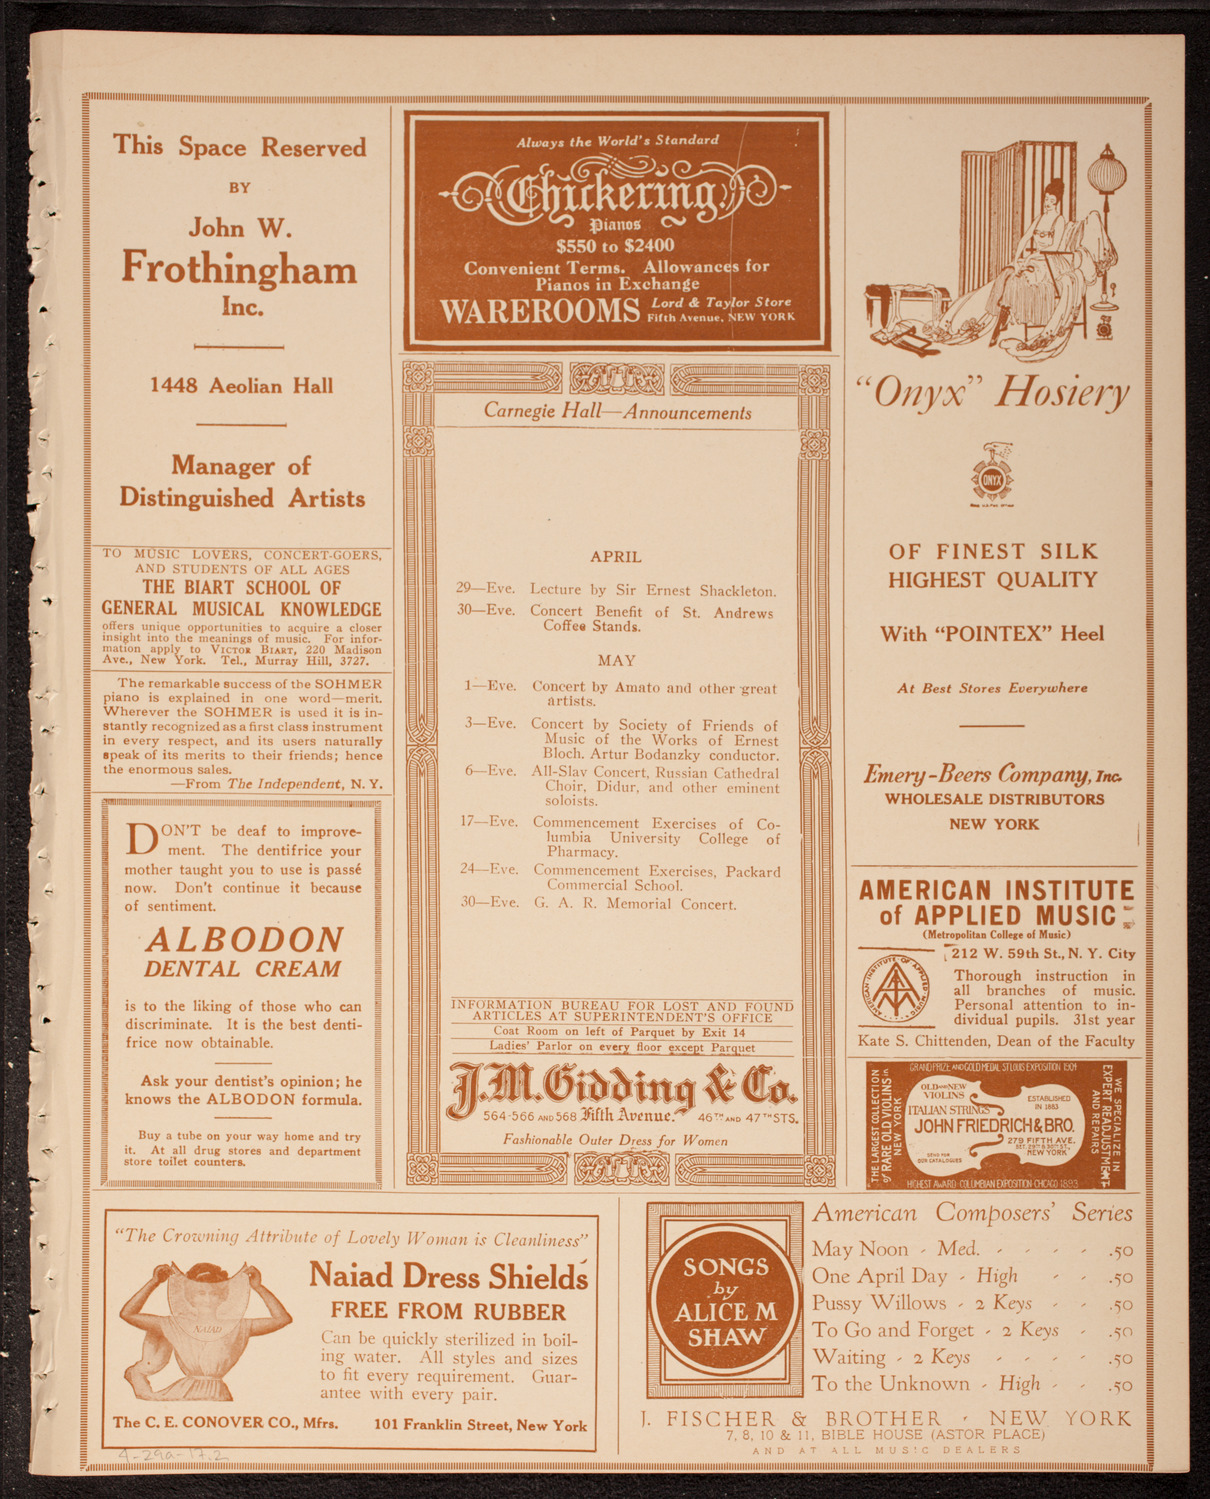 This Space Reserved
BY
John W.
Frothingham
Inc.
1448 Aeolian Hall
Manager of
Distinguished Artists
TO MUSIC LOVERS, CONCERT-GOERS,
AND STUDENTS OF ALL AGES
THE BIART SCHOOL OF
GENERAL MUSICAL KNOWLEDGE
offers unique opportunities to acquire a closer
insight into the meanings of music. For infor-
mation apply to VICTOR BIART, 220 Madison
Ave., New York. Tel., Murray Hill, 3727.
The remarkable success of the SOHMER
piano is explained in one word—merit.
Wherever the SOHMER is used it is in-
stantly recognized as a first class instrument
in every respect, and its users naturally
speak of its merits to their friends; hence
the enormous sales.
—From The Independent, N. Y.
DON'T be deaf to improve-
ment. The dentifrice your
mother taught you to use is passé
now. Don't continue it because
of sentiment.
ALBODON
DENTAL CREAM
is to the liking of those who can
discriminate. It is the best denti-
frice now obtainable.
Ask your dentist's opinion; he
knows the ALBODON formula.
Buy a tube on your way home and try
it. At all drug stores and department
store toilet counters.
Always the World's Standard
Chickering
Pianos
$550 to $2400
Convenient Terms. Allowances for
Pianos in Exchange
WAREROOMS Lord & Taylor Store
Fifth Avenue, NEW YORK
Carnegie Hall—Announcements
APRIL
29—Eve. Lecture by Sir Ernest Shackleton.
30—Eve. Concert Benefit of St. Andrews
Coffee Stands.
MAY
1—Eve. Concert by Amato and other great
artists.
3—Eve. Concert by Society of Friends of
Music of the Works of Ernest
Bloch. Artur Bodanzky conductor.
6—Eve. All-Slav Concert, Russian Cathedral
Choir, Didur, and other eminent
soloists.
17—Eve. Commencement Exercises of Co-
lumbia University College of
Pharmacy.
24—Eve. Commencement Exercises, Packard
Commercial School.
30—Eve. G. A. R. Memorial Concert.
INFORMATION BUREAU FOR LOST AND FOUND
ARTICLES AT SUPERINTENDENT'S OFFICE
Coat Room on left of Parquet by Exit 14
Ladies' Parlor on every floor except Parquet
J.M. Gidding & Co.
564-566 AND 568 Fifth Avenue. 46TH AND 47TH STS.
Fashionable Outer Dress for Women
"Onyx" Hosiery
ONYX
OF FINEST SILK
HIGHEST QUALITY
With "POINTEX" Heel
At Best Stores Everywhere
Emery-Beers Company, Inc.
WHOLESALE DISTRIBUTORS
NEW YORK
AMERICAN INSTITUTE
of APPLIED MUSIC
(Metropolitan College of Music)
212 W. 59th St., N. Y. City
AMERICAN INSTITUTE OF APPLIED MUSIC
Thorough instruction in
all branches of music.
Personal attention to in-
dividual pupils. 31st year
Kate S. Chittenden, Dean of the Faculty
GRAND PRIZE AND GOLD MEDAL ST LOUIS EXPOSITION 1904
THE LARGEST COLLECTION
of RARE OLD VIOLINS in
NEW YORK
OLD AND NEW
VIOLINS
ITALIAN STRINGS
ESTABLISHED
IN 1883
JOHN FRIEDRICH & BRO.
279 FIFTH AVE.
BET. 29TH & 30TH ST.
NEW YORK
SEND FOR
OUR CATALOGUES
WE SPECIALIZE IN
EXPERT READJUSTMENT
AND REPAIRS
HIGHEST AWARD COLUMBIAN EXPOSITION CHICAGO 1893
"The Crowning Attribute of Lovely Woman is Cleanliness"
NAIAD
Naiad Dress Shields
FREE FROM RUBBER
Can be quickly sterilized in boil-
ing water. All styles and sizes
to fit every requirement. Guar-
antee with every pair.
The C. E. CONOVER CO., Mfrs. 101 Franklin Street, New York
SONGS
by
ALICE M
SHAW
American Composers' Series
May Noon - Med. - - - - .50
One April Day - High - - .50
Pussy Willows - 2 Keys - - .50
To Go and Forget - 2 Keys - .50
Waiting - 2 Keys - - - - .50
To the Unknown - High - - .50
J. FISCHER & BROTHER - NEW YORK
7, 8, 10 & 11, BIBLE HOUSE (ASTOR PLACE)
AND AT ALL MUSIC DEALERS
4-29a-17.2